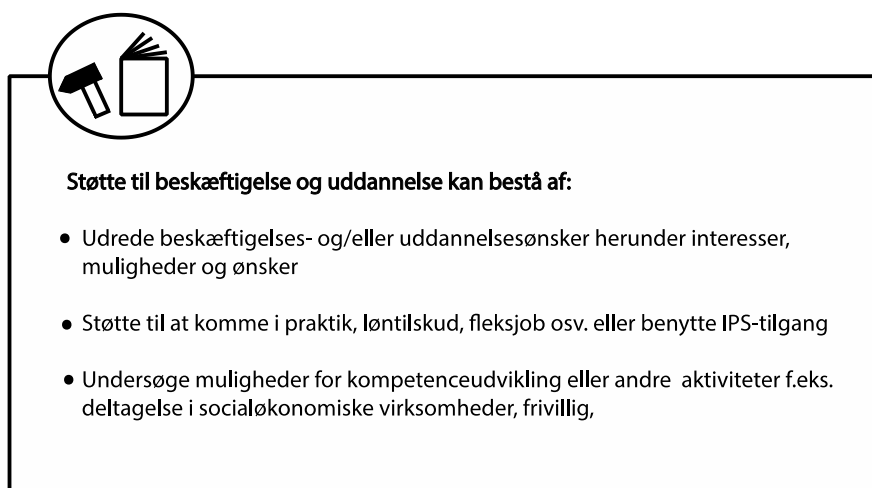 Støtte til beskæftigelse og uddannelse kan bestå af:
• Udrede beskæftigelses- og/eller uddannelsesønsker herunder interesser,
muligheder og ønsker
• Støtte til at komme i praktik, løntilskud, fleksjob osv. eller benytte IPS-tilgang
• Undersøge muligheder for kompetenceudvikling eller andre aktiviteter f.eks.
deltagelse i socialøkonomiske virksomheder, frivillig,